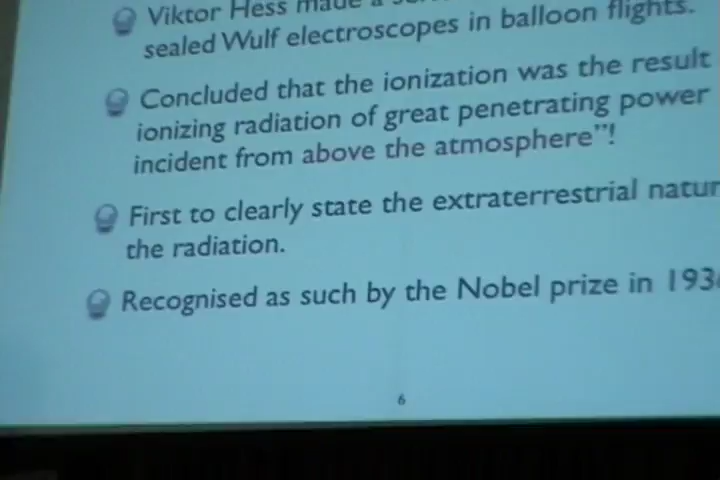 Viktor Hess made a
sealed Wulf electroscopes in balloon flights.
Concluded that the ionization was the result
ionizing radiation of great penetrating power
incident from above the atmosphere”!
First to clearly state the extraterrestrial natur
the radiation.
Recognised as such by the Nobel prize in 193
6